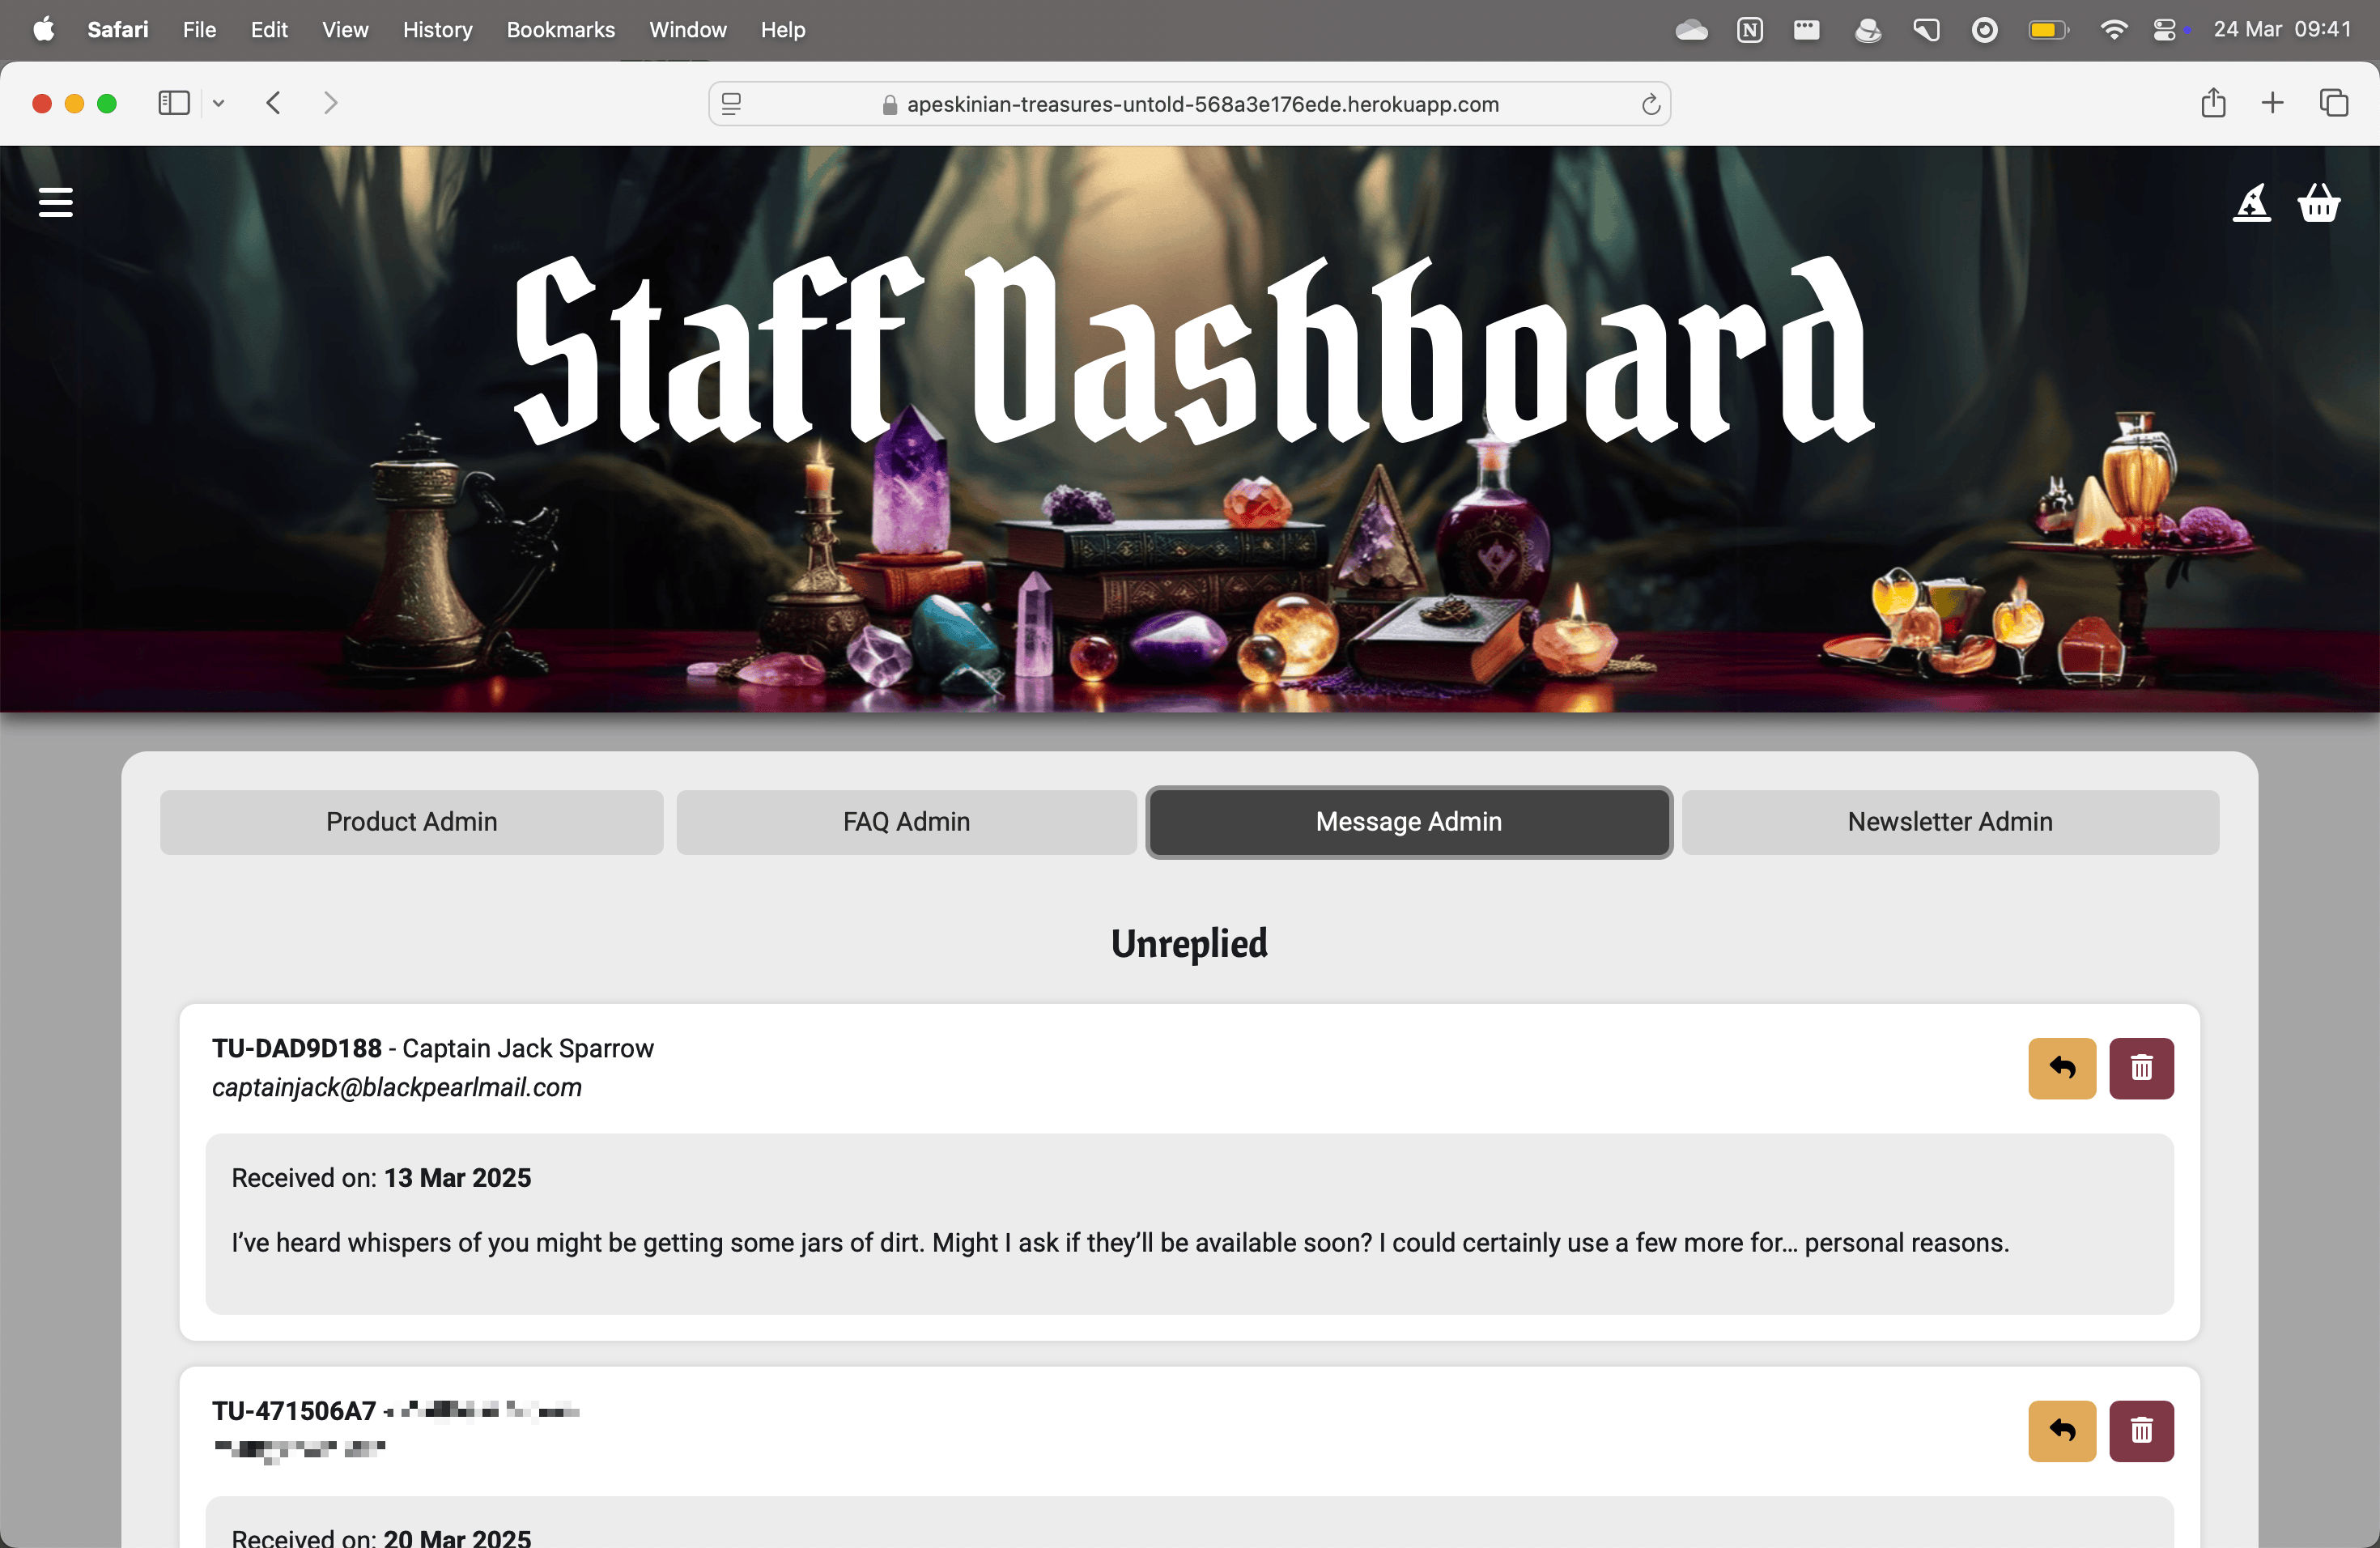 Safari File Edit View History Bookmarks Window Help 24 Mar 09:41
apeskinian-treasures-untold-568a3e176ede.herokuapp.com
Staff Dashboard
Product Admin FAQ Admin Message Admin Newsletter Admin
Unreplied
TU-DAD9D188 - Captain Jack Sparrow
captainjack@blackpearlmail.com
Received on: 13 Mar 2025
I’ve heard whispers of you might be getting some jars of dirt. Might I ask if they’ll be available soon? I could certainly use a few more for... personal reasons.
TU-471506A7 -
Received on: 20 Mar 2025